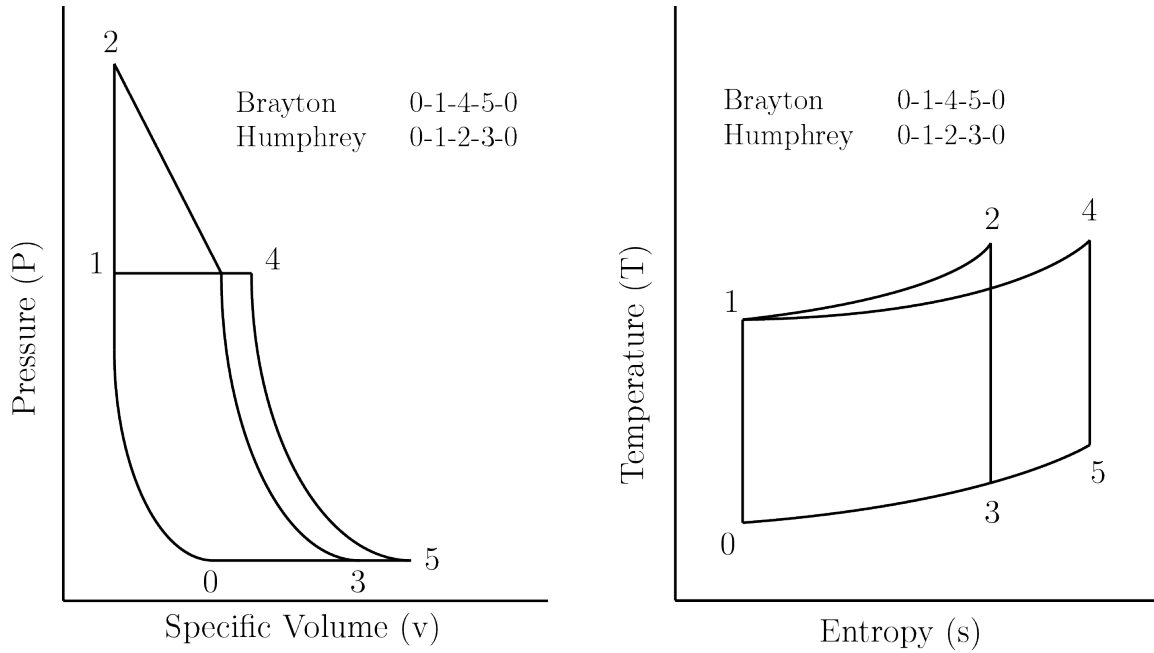 2
Brayton 0-1-4-5-0
Humphrey 0-1-2-3-0
1
4
0
3
5
Pressure (P)
Specific Volume (v)
Brayton 0-1-4-5-0
Humphrey 0-1-2-3-0
2
4
1
5
3
0
Temperature (T)
Entropy (s)